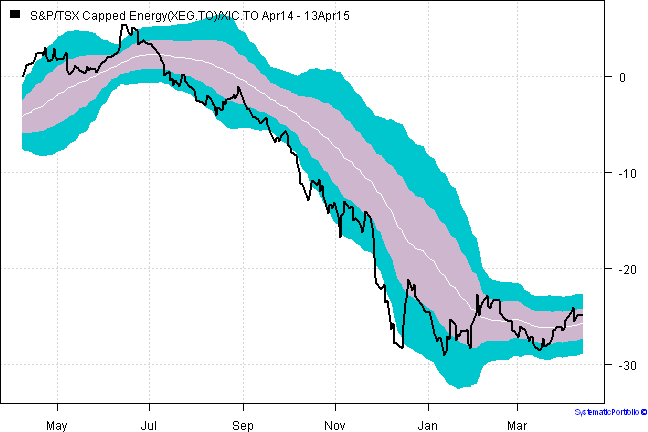 S&P/TSX Capped Energy(XEG.TO)/XIC.TO Apr14 - 13Apr15
0
-10
-20
-30
May Jul Sep Nov Jan Mar
SystematicPortfolio ©